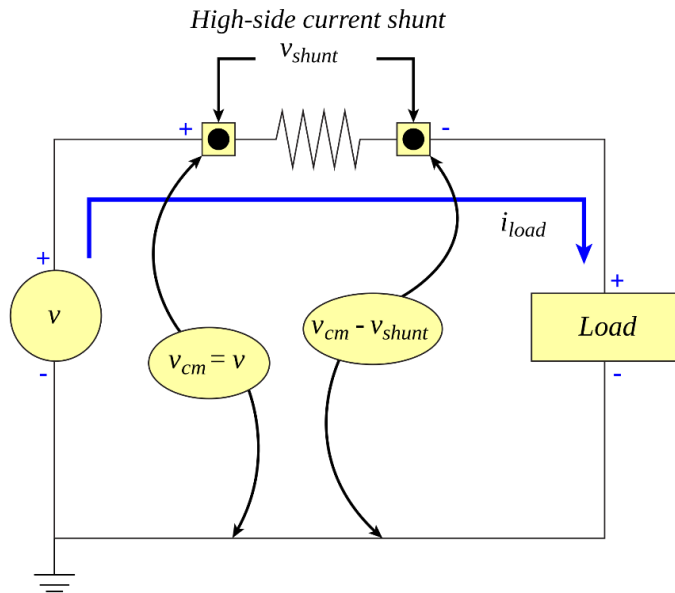 High-side current shunt
v_shunt
+ -
i_load
+
+
v
v_cm - v_shunt
Load
v_cm = v
-
-